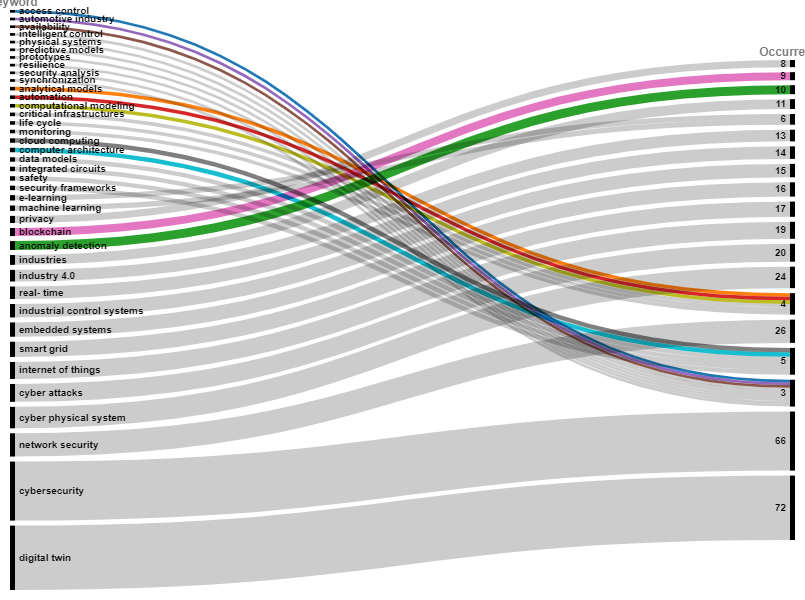 eyword
access control
automotive industry
availability
intelligent control
physical systems
predictive models
prototypes
resilience
security analysis
synchronization
analytical models
automation
computational modeling
critical infrastructures
life cycle
monitoring
cloud computing
computer architecture
data models
integrated circuits
safety
security frameworks
e-learning
machine learning
privacy
blockchain
anomaly detection
industries
industry 4.0
real- time
industrial control systems
embedded systems
smart grid
internet of things
cyber attacks
cyber physical system
network security
cybersecurity
digital twin
Occurre
8
9
10
11
6
13
14
15
16
17
19
20
24
4
26
5
3
66
72